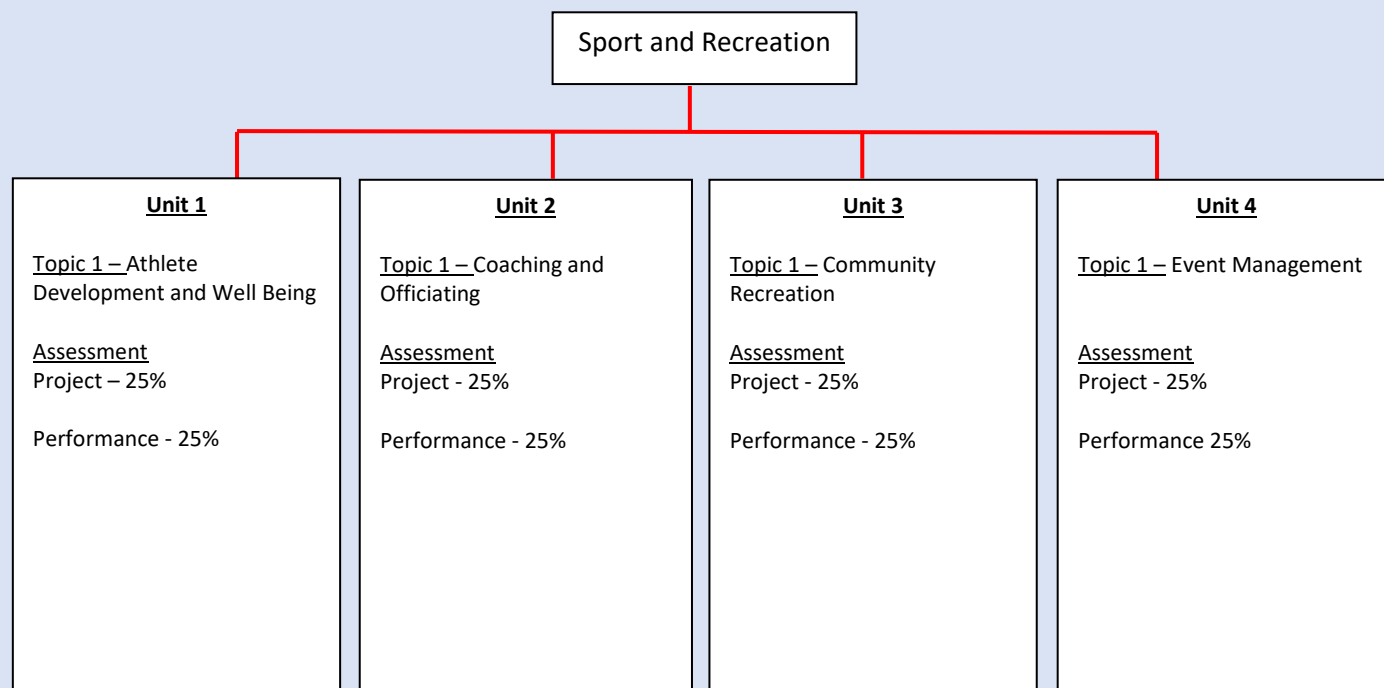 Sport and Recreation
Unit 1
Topic 1 – Athlete
Development and Well Being
Assessment
Project – 25%
Performance - 25%
Unit 2
Topic 1 – Coaching and
Officiating
Assessment
Project - 25%
Performance - 25%
Unit 3
Topic 1 – Community
Recreation
Assessment
Project - 25%
Performance - 25%
Unit 4
Topic 1 – Event Management
Assessment
Project - 25%
Performance 25%